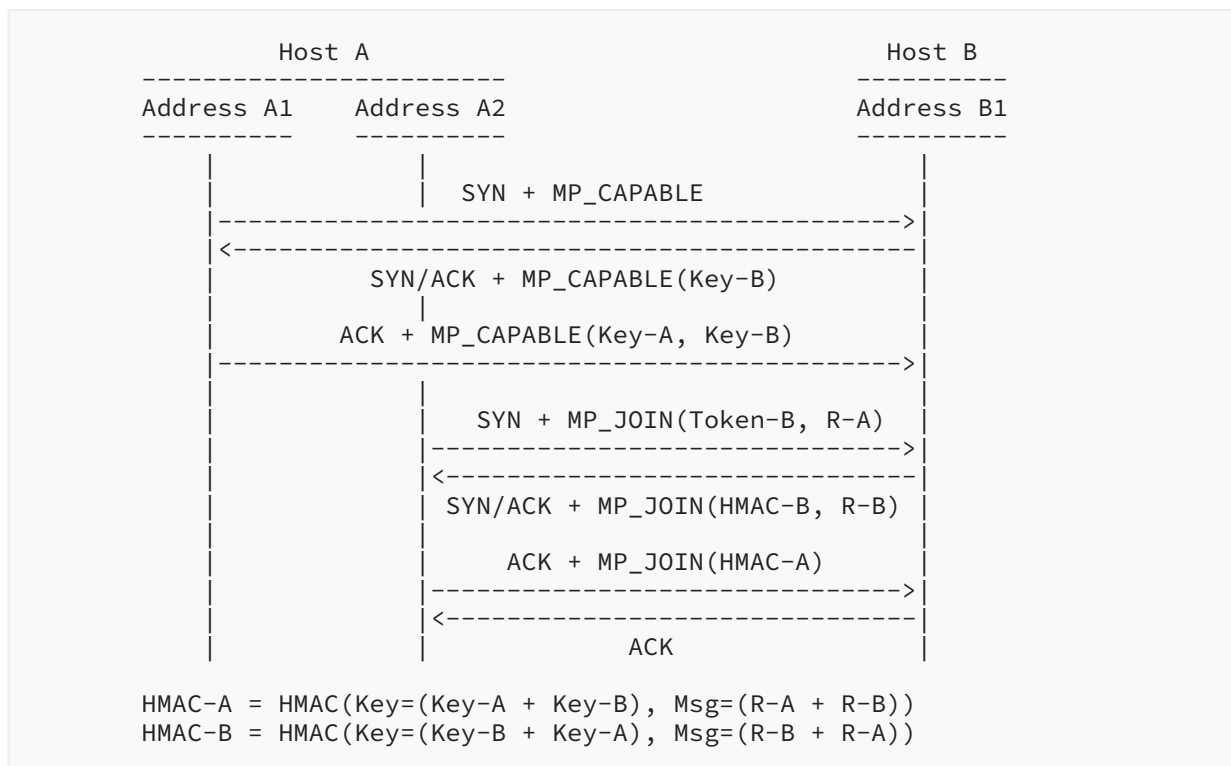 Host A Host B
Address A1 Address A2 Address B1
SYN + MP_CAPABLE
SYN/ACK + MP_CAPABLE(Key-B)
ACK + MP_CAPABLE(Key-A, Key-B)
SYN + MP_JOIN(Token-B, R-A)
SYN/ACK + MP_JOIN(HMAC-B, R-B)
ACK + MP_JOIN(HMAC-A)
ACK
HMAC-A = HMAC(Key=(Key-A + Key-B), Msg=(R-A + R-B))
HMAC-B = HMAC(Key=(Key-B + Key-A), Msg=(R-B + R-A))